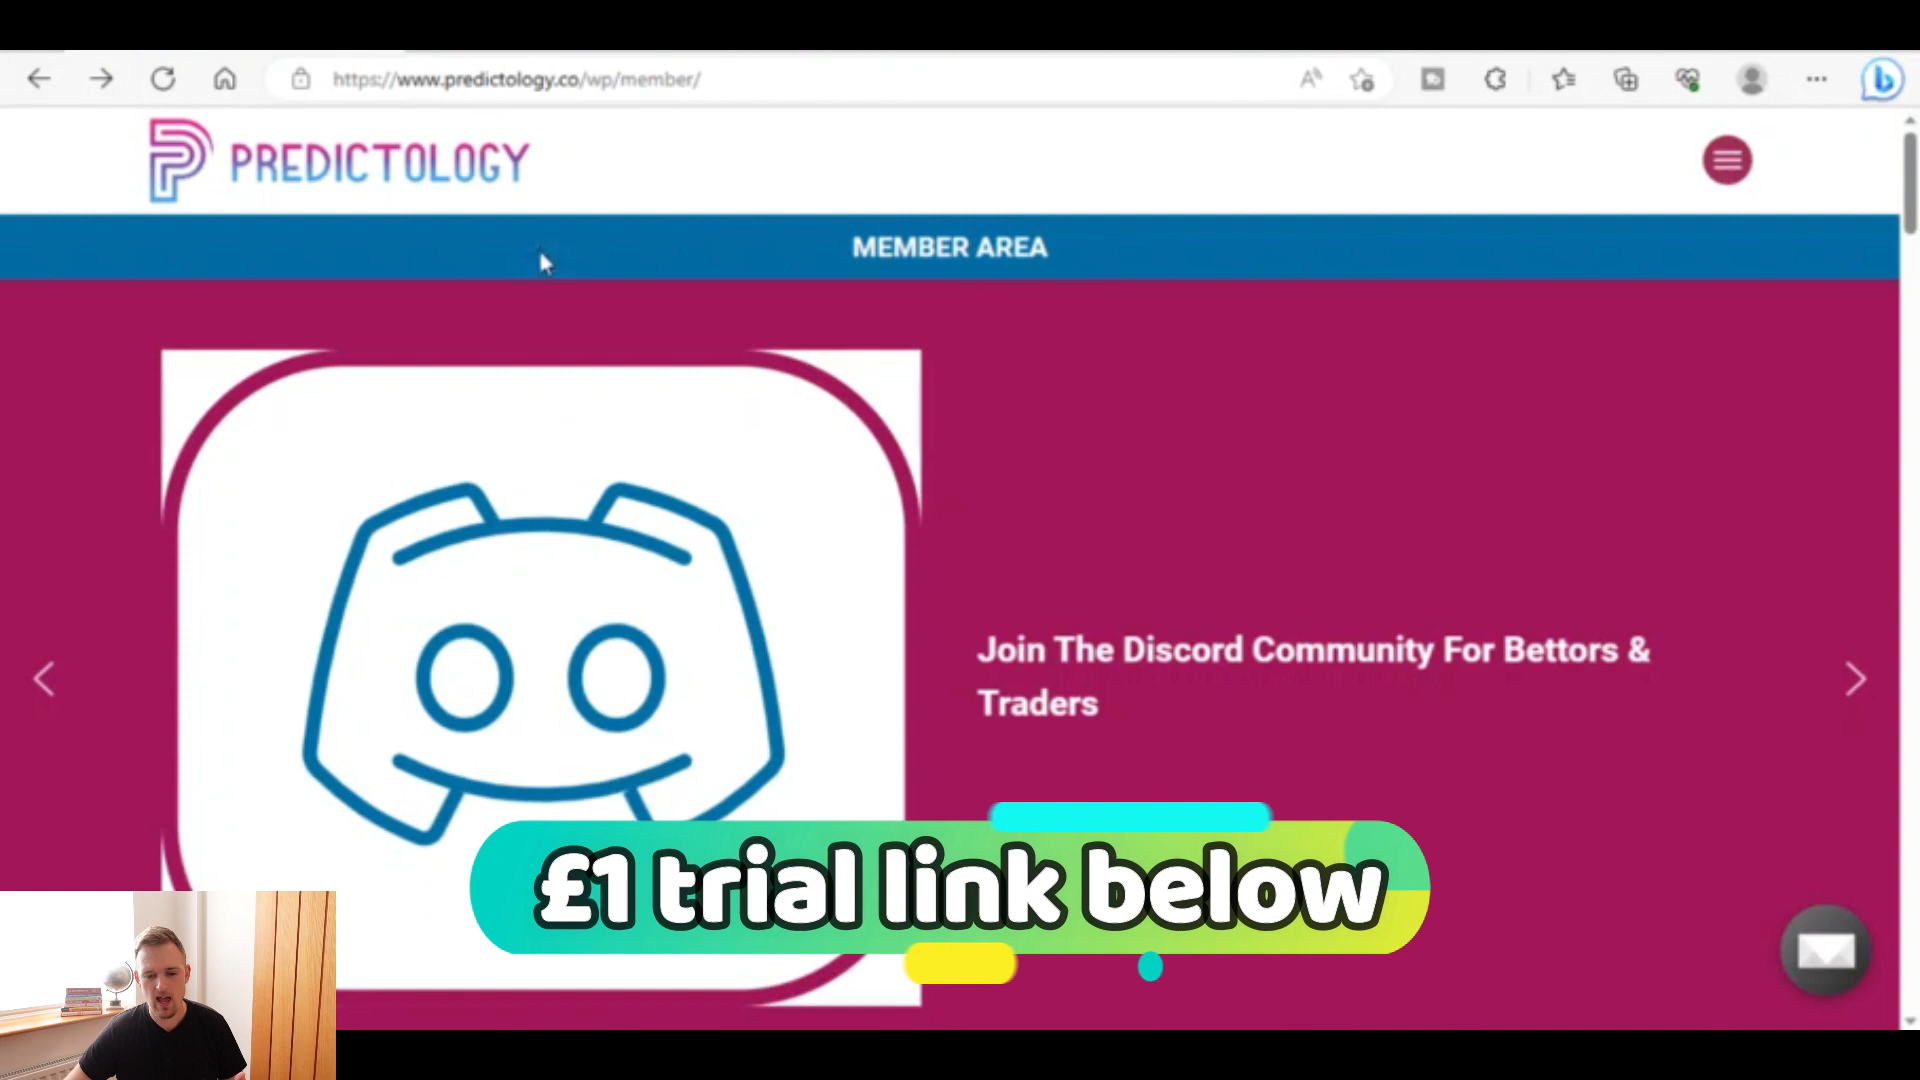 https://www.predictology.co/wp/member/
PREDICTOLOGY
MEMBER AREA
Join The Discord Community For Bettors &
Traders
£1 trial link below